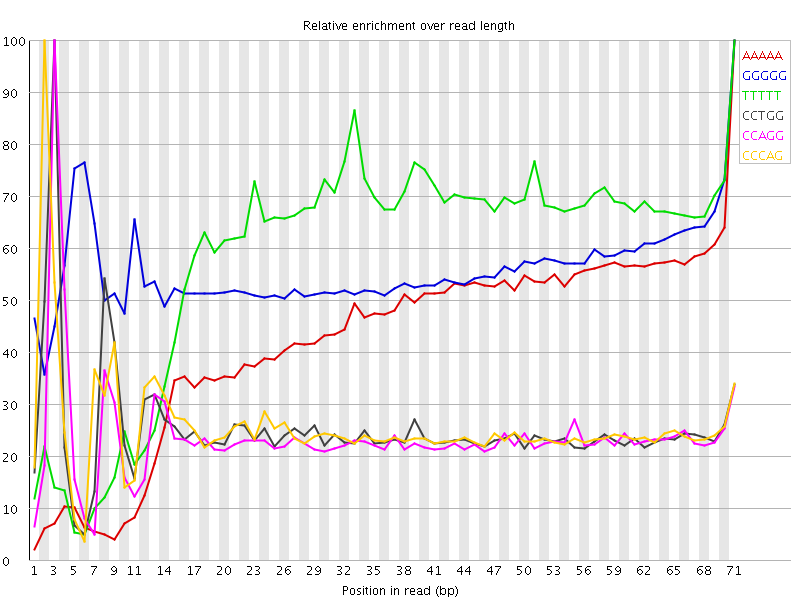 Relative enrichment over read length
100
90
80
70
60
50
40
30
20
10
0
AAAAA
GGGGG
TTTTT
CCTGG
CCAGG
CCCAG
1 3 5 7 9 11 14 17 20 23 26 29 32 35 38 41 44 47 50 53 56 59 62 65 68 71
Position in read (bp)